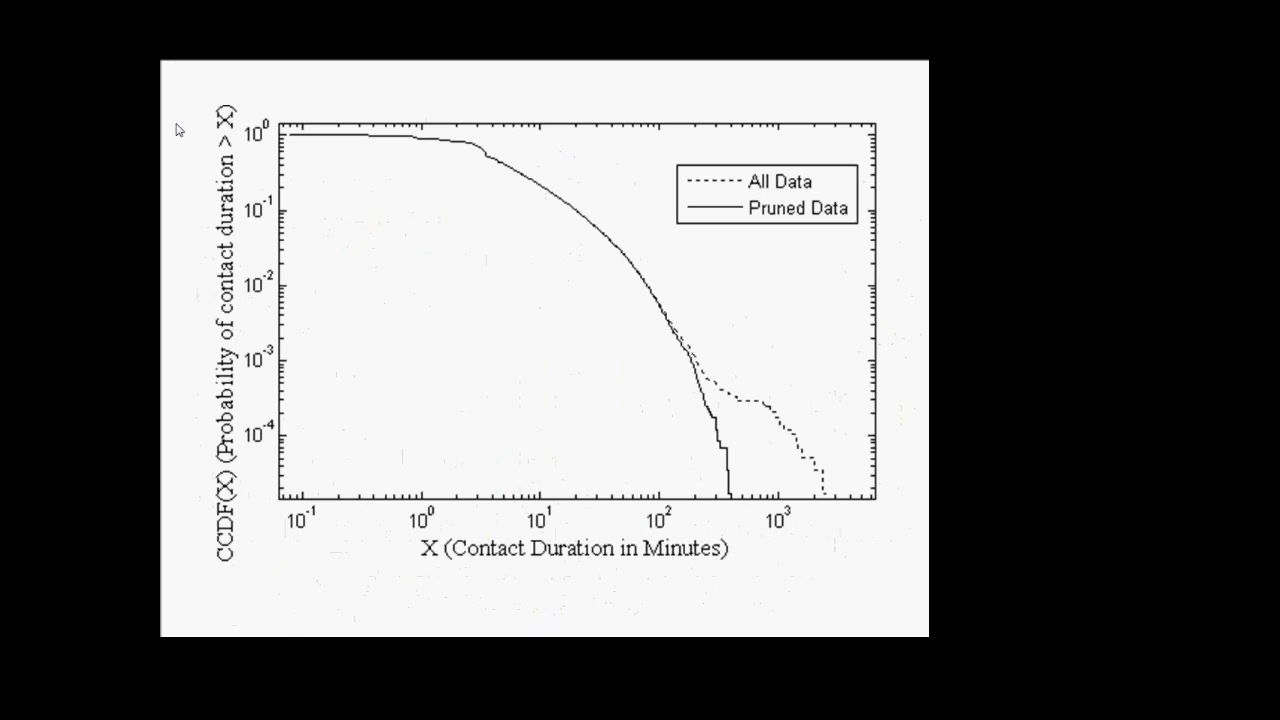 CCDF(X) (Probability of contact duration > X)
10^0
10^-1
10^-2
10^-3
10^-4
All Data
Pruned Data
10^-1 10^0 10^1 10^2 10^3
X (Contact Duration in Minutes)